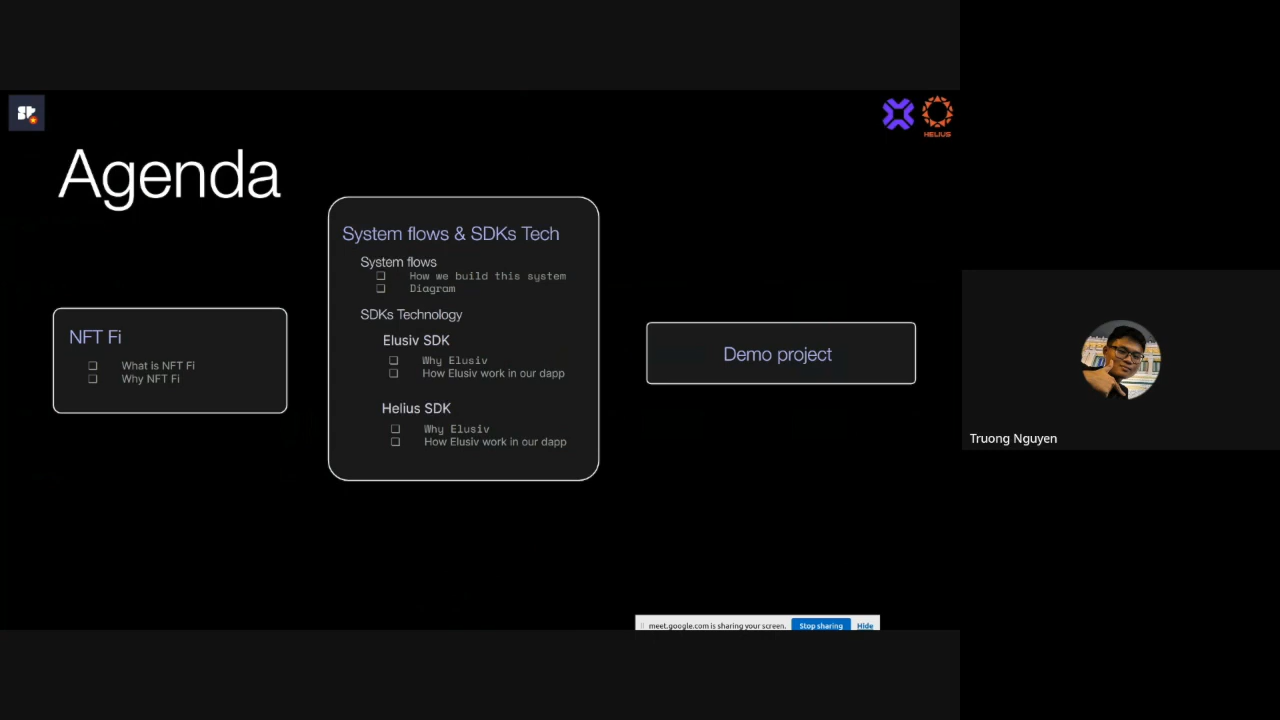 HELIUS
Agenda
NFT Fi
❏ What is NFT Fi
❏ Why NFT Fi
System flows & SDKs Tech
System flows
❏ How we build this system
❏ Diagram
SDKs Technology
Elusiv SDK
❏ Why Elusiv
❏ How Elusiv work in our dapp
Helius SDK
❏ Why Elusiv
❏ How Elusiv work in our dapp
Demo project
Truong Nguyen
meet.google.com is sharing your screen. Stop sharing Hide